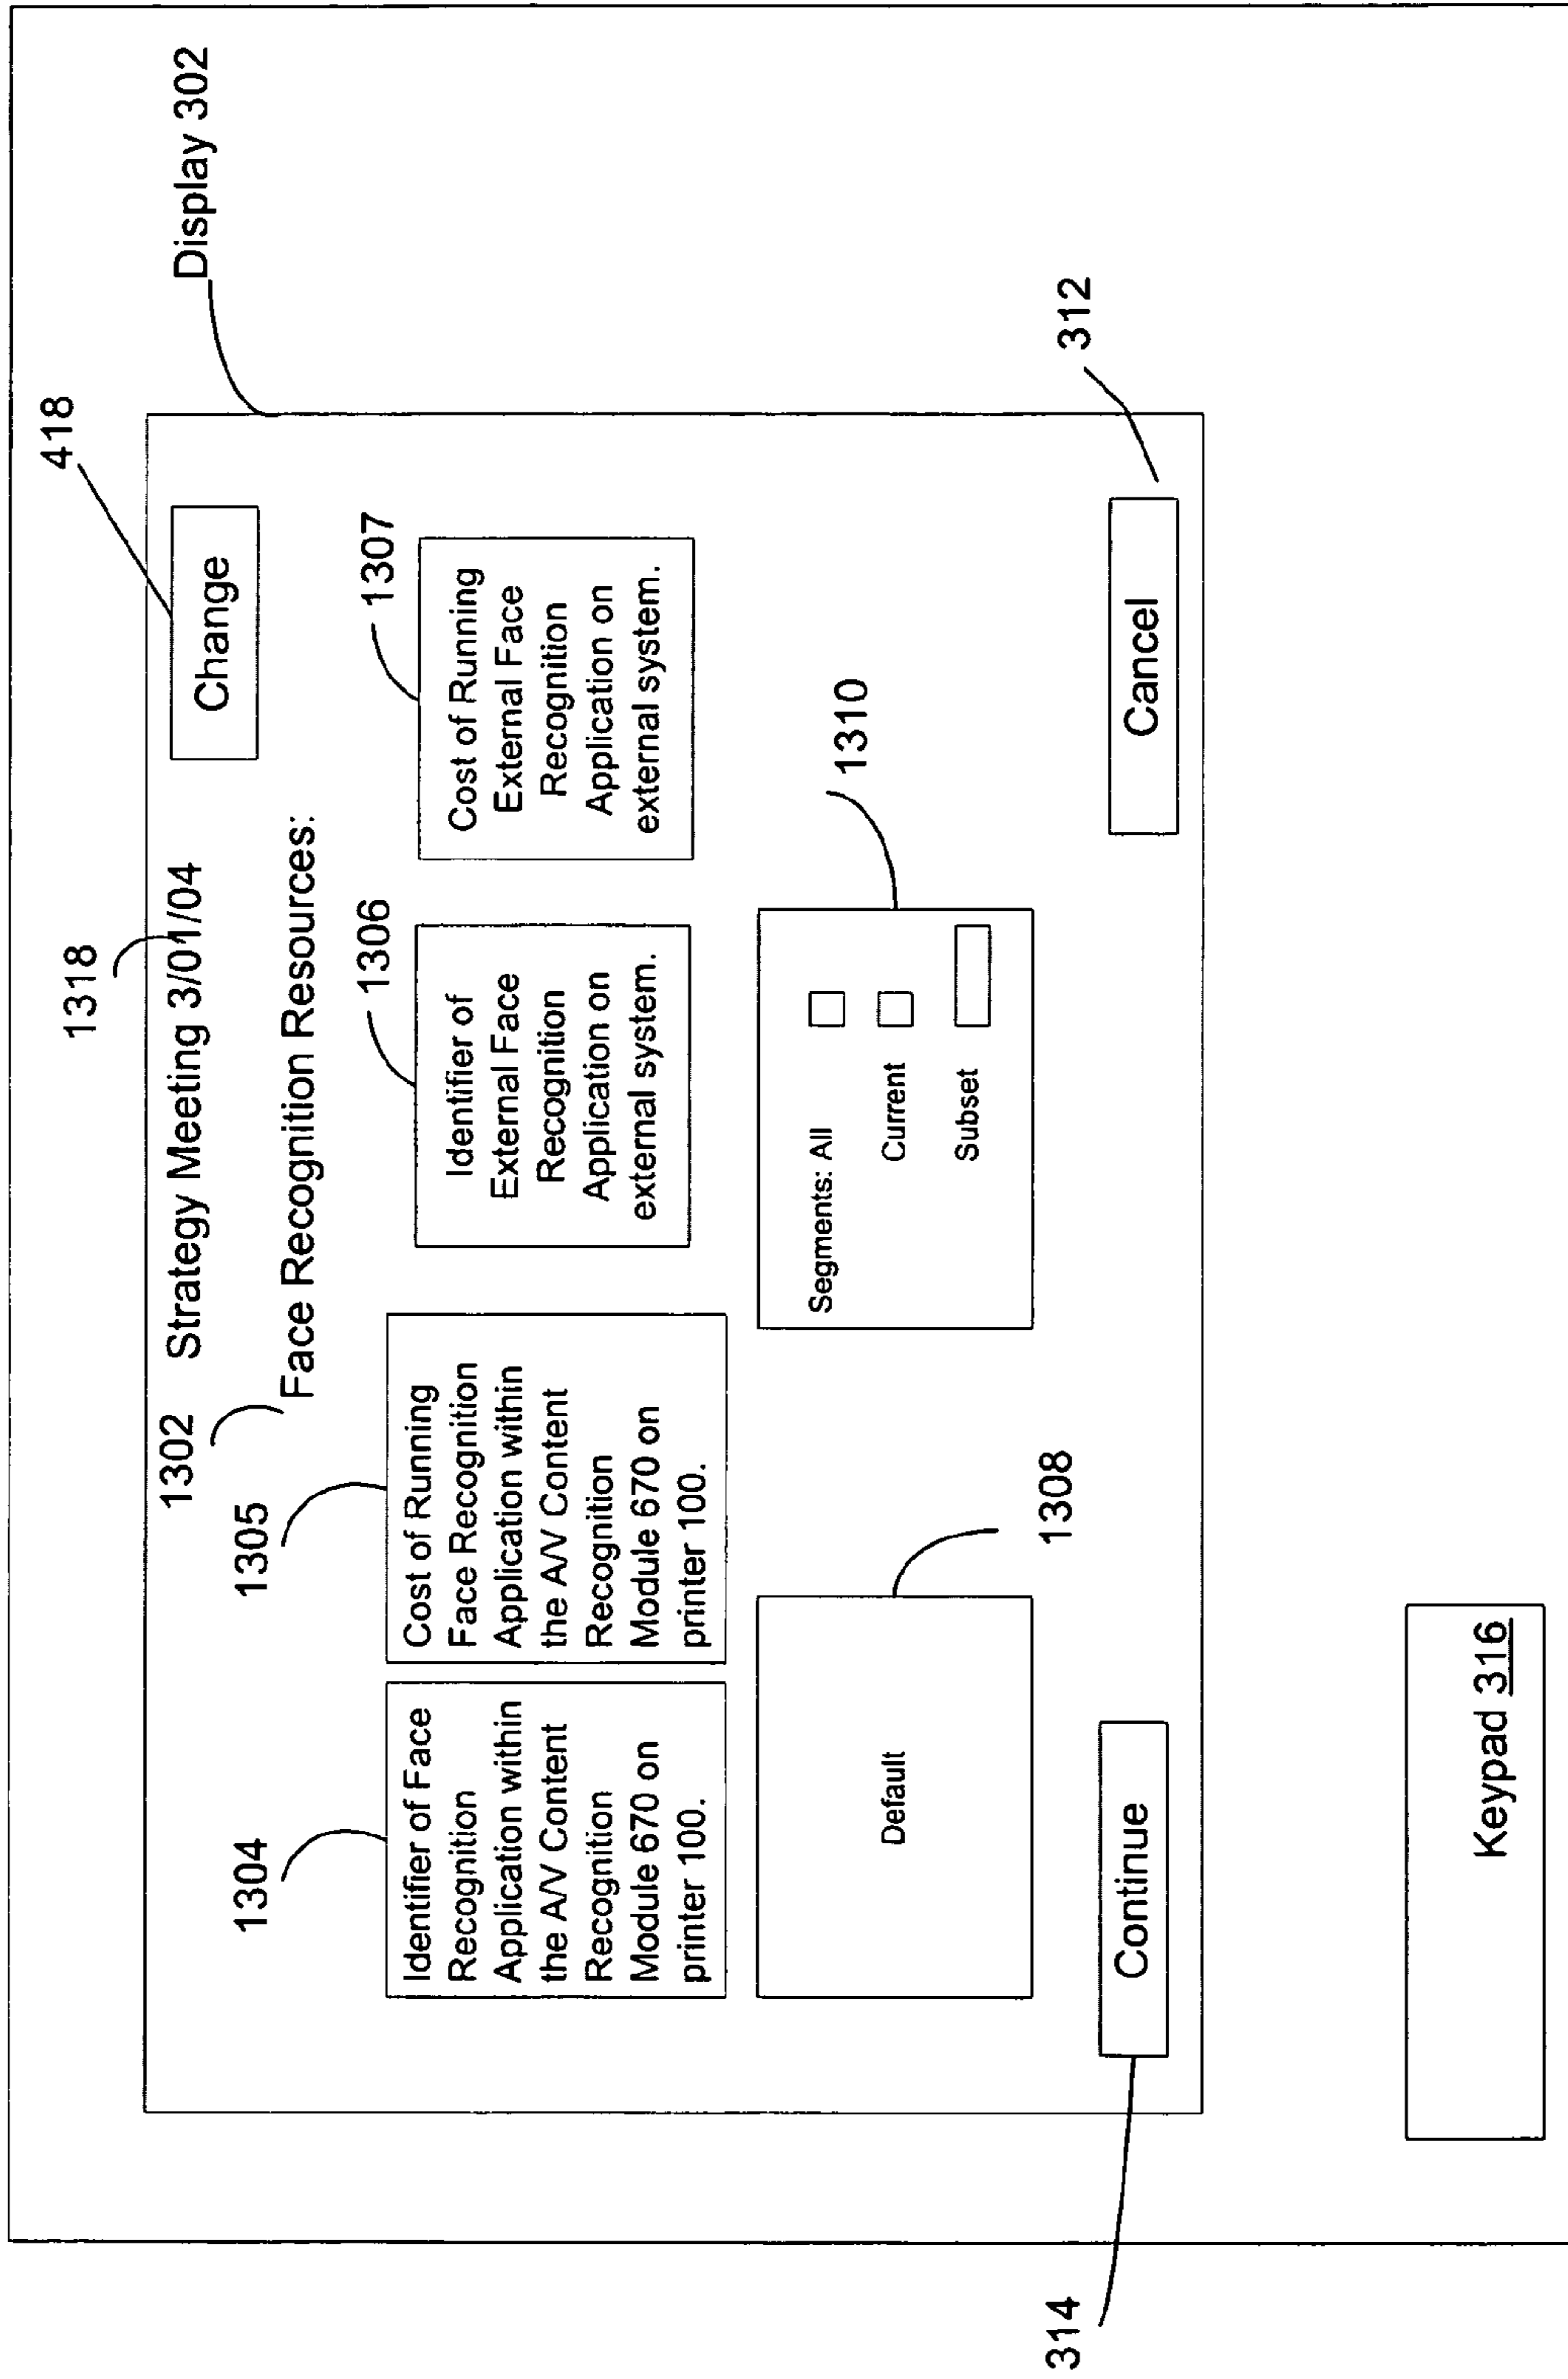 418
1318
Display 302
1302
Strategy Meeting 3/01/04
Change
Face Recognition Resources:
1304
1305
1306
1307
Identifier of Face
Recognition
Application within
the A/V Content
Recognition
Module 670 on
printer 100.
Cost of Running
Face Recognition
Application within
the A/V Content
Recognition
Module 670 on
printer 100.
Identifier of
External Face
Recognition
Application on
external system.
Cost of Running
External Face
Recognition
Application on
external system.
Default
Segments: All
Current
Subset
1310
1308
312
314
Continue
Cancel
Keypad 316